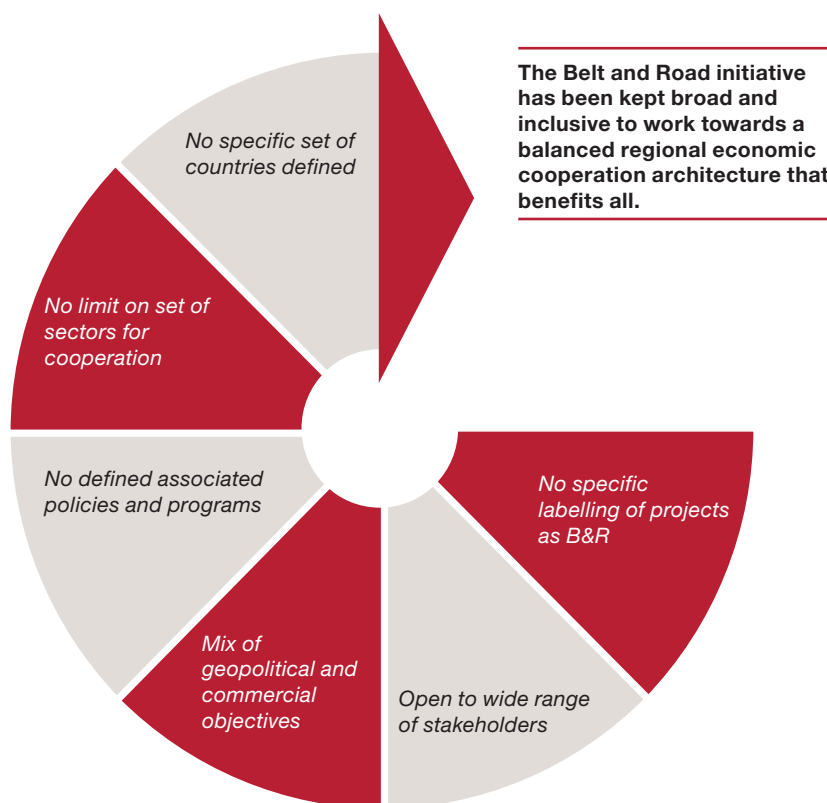 The Belt and Road initiative
has been kept broad and
inclusive to work towards a
balanced regional economic
cooperation architecture that
benefits all.
No specific set of
countries defined
No limit on set of
sectors for
cooperation
No defined associated
policies and programs
Mix of
geopolitical and
commercial
objectives
Open to wide range
of stakeholders
No specific
labelling of projects
as B&R